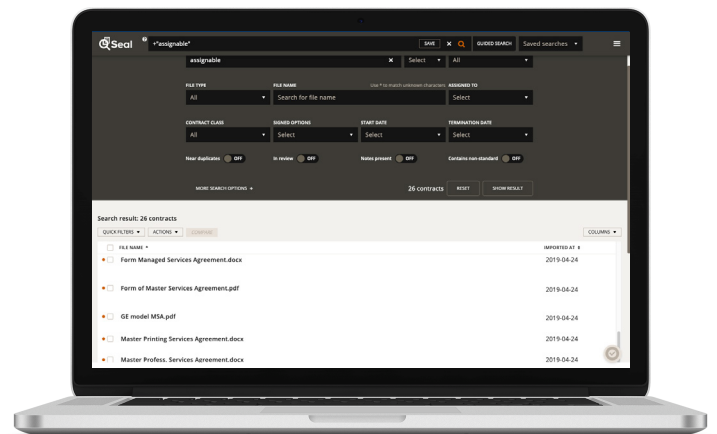 Seal ? +"assignable" SAVE × GUIDED SEARCH Saved searches
assignable × Select All
FILE TYPE FILE NAME Use * to match unknown characters ASSIGNED TO
All Search for file name Select
CONTRACT CLASS SIGNED OPTIONS START DATE TERMINATION DATE
All Select Select Select
Near duplicates OFF In review OFF Notes present OFF Contains non-standard OFF
MORE SEARCH OPTIONS 26 contracts RESET SHOW RESULT
Search result: 26 contracts
QUICK FILTERS ACTIONS COMPARE COLUMNS
FILE NAME IMPORTED AT
Form Managed Services Agreement.docx 2019-04-24
Form of Master Services Agreement.pdf 2019-04-24
GE model MSA.pdf 2019-04-24
Master Printing Services Agreement.docx 2019-04-24
Master Profess. Services Agreement.docx 2019-04-24